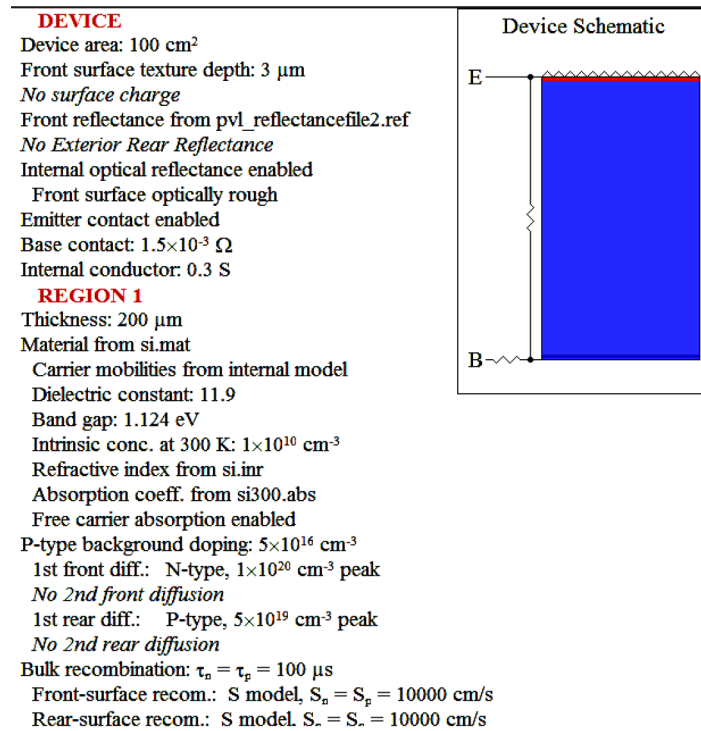 DEVICE
Device area: 100 cm²
Front surface texture depth: 3 µm
No surface charge
Front reflectance from pvl_reflectancefile2.ref
No Exterior Rear Reflectance
Internal optical reflectance enabled
Front surface optically rough
Emitter contact enabled
Base contact: 1.5×10⁻³ Ω
Internal conductor: 0.3 S
REGION 1
Thickness: 200 µm
Material from si.mat
Carrier mobilities from internal model
Dielectric constant: 11.9
Band gap: 1.124 eV
Intrinsic conc. at 300 K: 1×10¹⁰ cm⁻³
Refractive index from si.inr
Absorption coeff. from si300.abs
Free carrier absorption enabled
P-type background doping: 5×10¹⁶ cm⁻³
1st front diff.: N-type, 1×10²⁰ cm⁻³ peak
No 2nd front diffusion
1st rear diff.: P-type, 5×10¹⁹ cm⁻³ peak
No 2nd rear diffusion
Bulk recombination: τₙ = τₚ = 100 µs
Front-surface recom.: S model, Sₙ = Sₚ = 10000 cm/s
Rear-surface recom.: S model, S = S = 10000 cm/s
Device Schematic
E
B